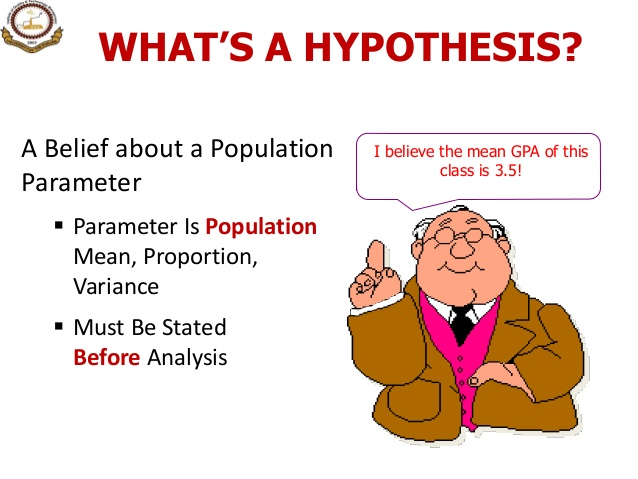 WHAT’S A HYPOTHESIS?
A Belief about a Population
Parameter
▪ Parameter Is Population
Mean, Proportion,
Variance
▪ Must Be Stated
Before Analysis
I believe the mean GPA of this
class is 3.5!